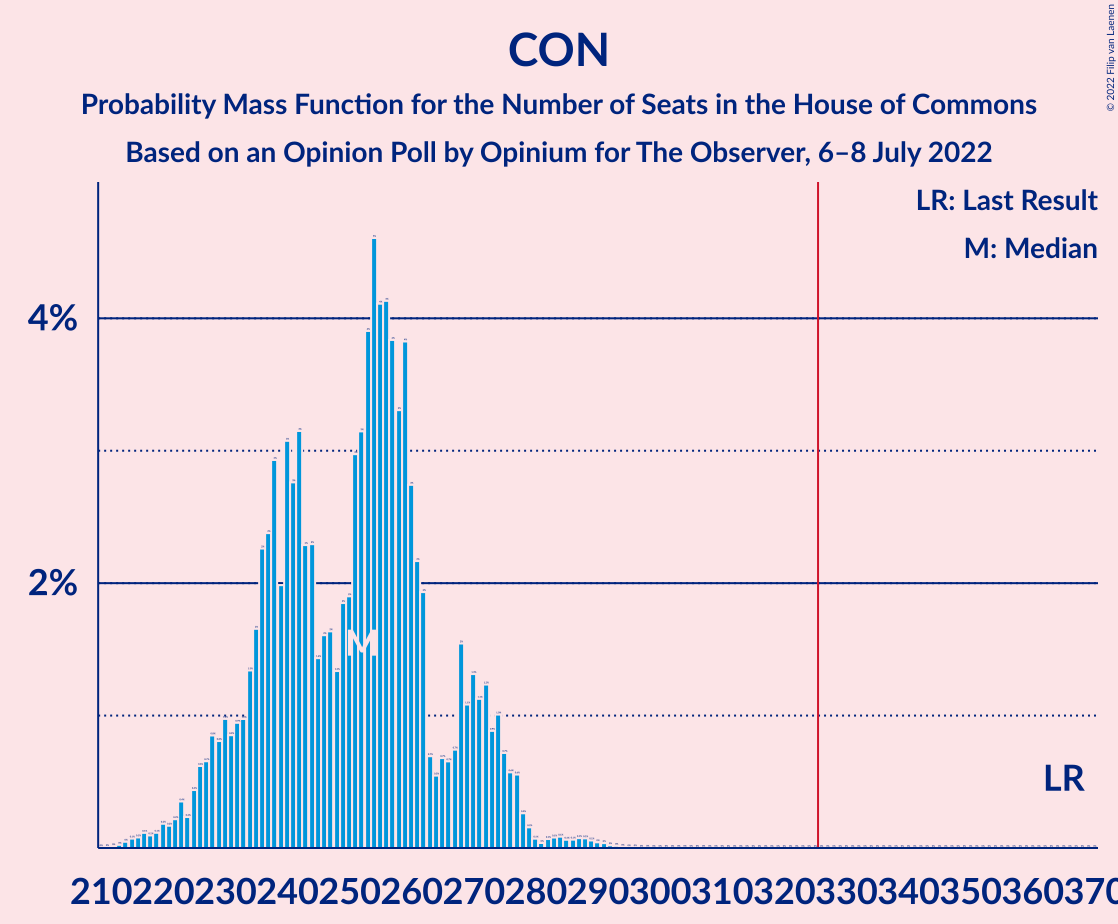 CON
Probability Mass Function for the Number of Seats in the House of Commons
Based on an Opinion Poll by Opinium for The Observer, 6–8 July 2022
© 2022 Filip van Laenen
LR: Last Result
M: Median
4%
2%
M
LR
210220230240250260270280290300310320330340350360370